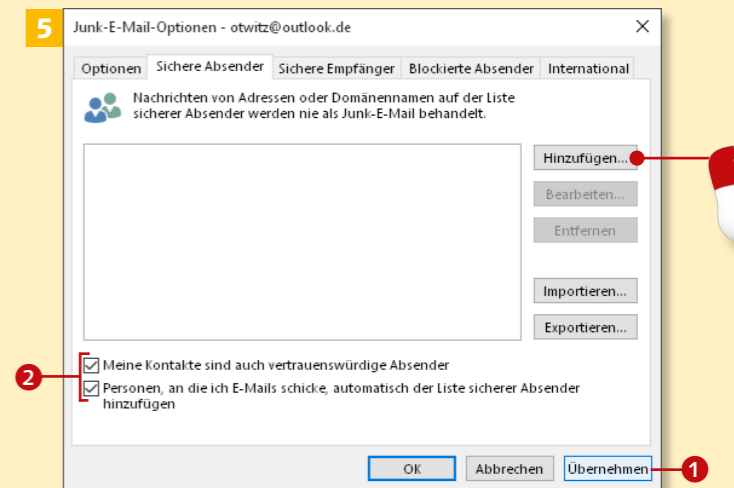 5
Junk-E-Mail-Optionen - otwitz@outlook.de
Optionen Sichere Absender Sichere Empfänger Blockierte Absender International
Nachrichten von Adressen oder Domänennamen auf der Liste
sicherer Absender werden nie als Junk-E-Mail behandelt.
Hinzufügen...
Bearbeiten...
Entfernen
Importieren...
Exportieren...
2
Meine Kontakte sind auch vertrauenswürdige Absender
Personen, an die ich E-Mails schicke, automatisch der Liste sicherer Absender
hinzufügen
OK Abbrechen Übernehmen
1